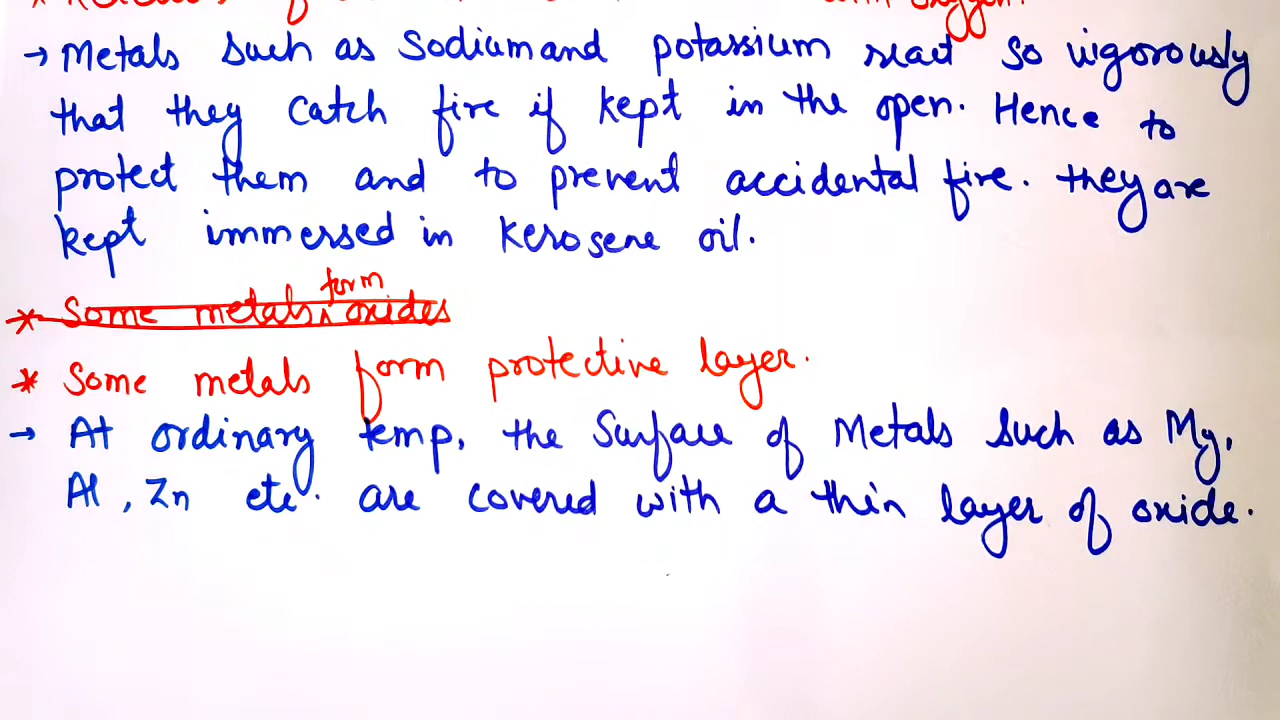 with oxygen.
→ Metals such as Sodium and potassium react so vigorously
that they catch fire if kept in the open. Hence to
protect them and to prevent accidental fire. they are
kept immersed in kerosene oil.
* Some metals form oxides
* Some metals form protective layer.
→ At ordinary temp, the Surface of Metals such as Mg,
Al, Zn etc. are covered with a thin layer of oxide.